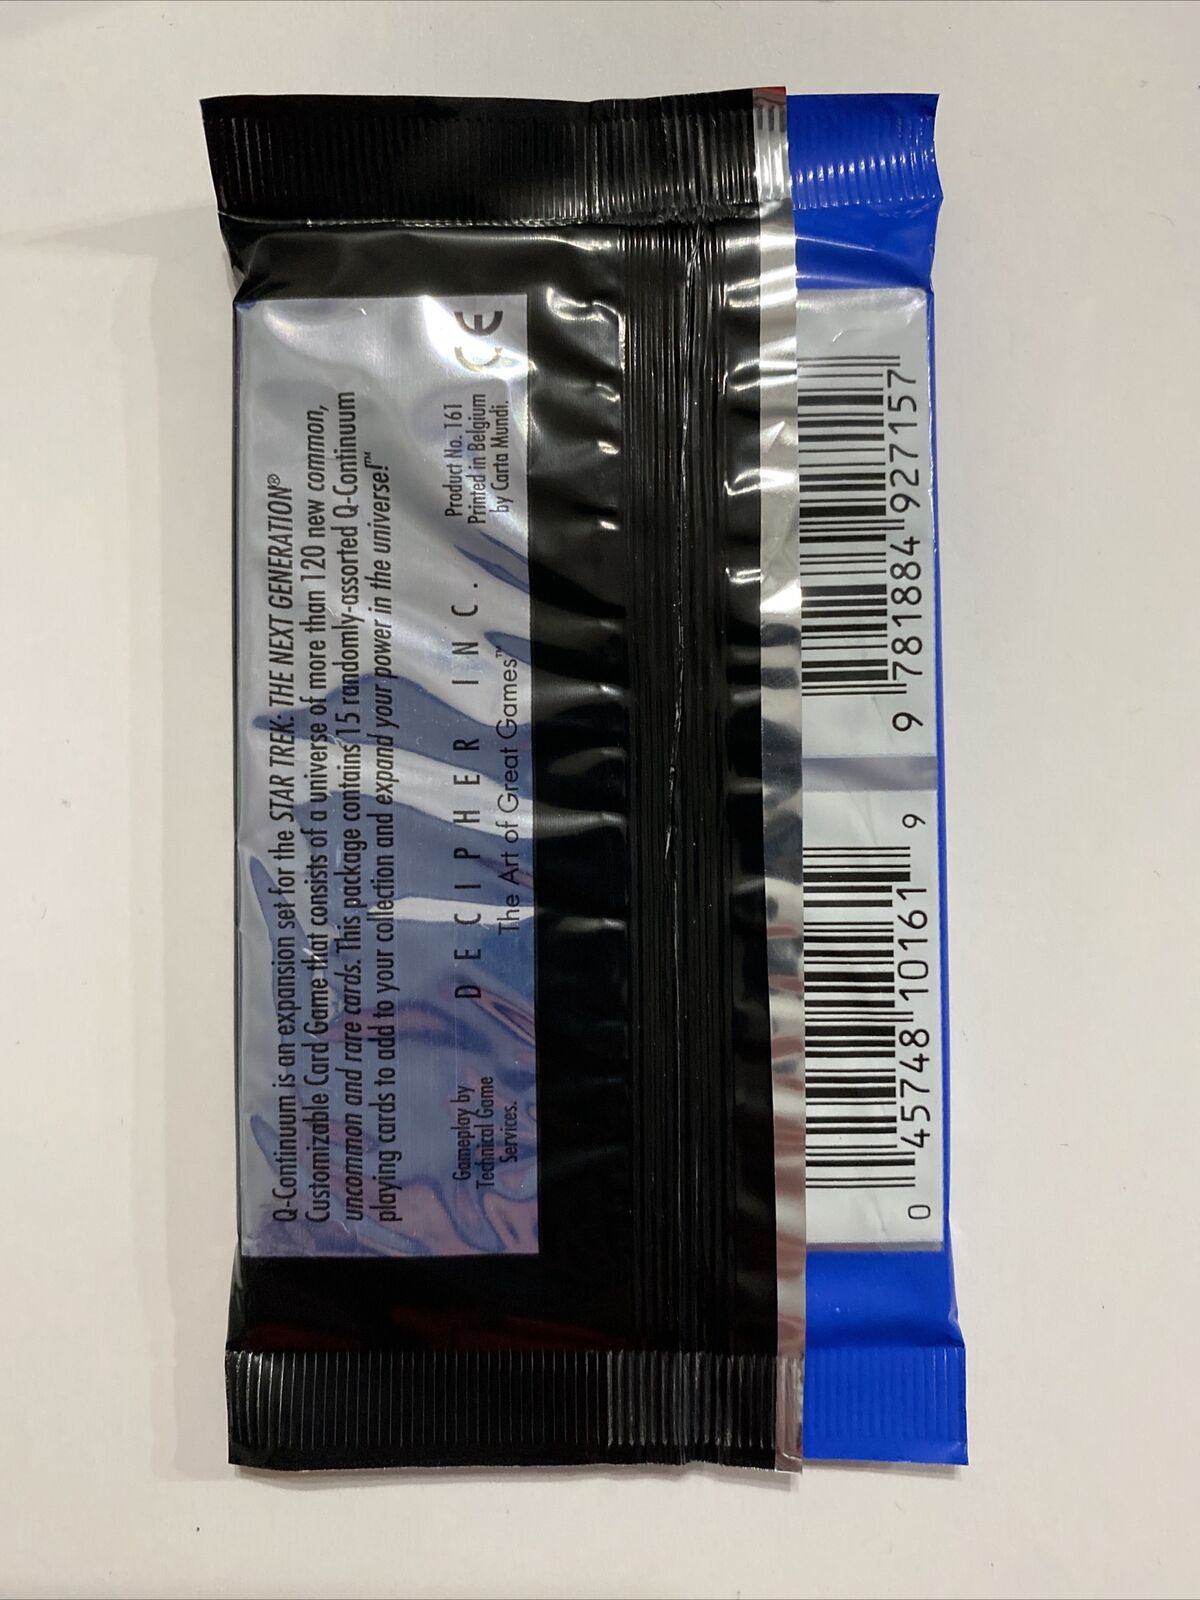 Q-Continuum is an expansion set for the STAR TREK: THE NEXT GENERATION®
Customizable Card Game that consists of a universe of more than 120 new common,
uncommon and rare cards. This package contains 15 randomly-assorted Q-Continuum
playing cards to add to your collection and expand your power in the universe!™
Gameplay by
Technical Game
Services.
DECIPHER INC.
The Art of Great Games™
Product No. 161
Printed in Belgium
by Carta Mundi.
CE
0 45748 10161 9
9 781884 927157